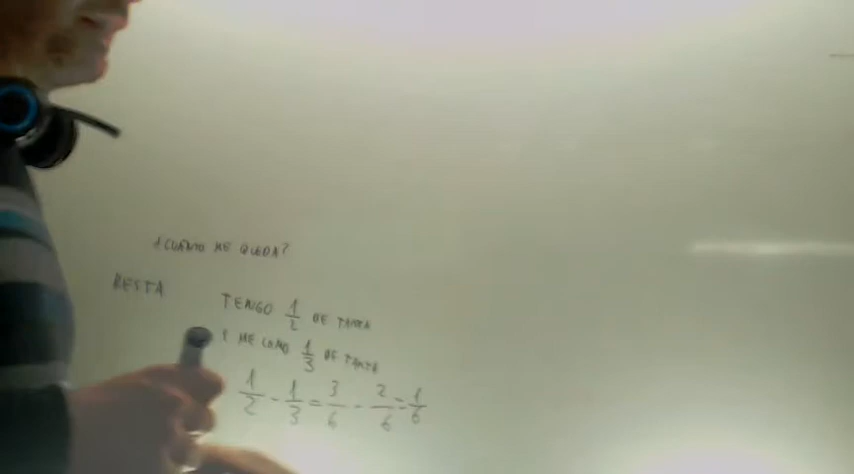 ¿CUÁNTO ME QUEDA?
RESTA
TENGO 1/2 DE TARTA
Y ME COMO 1/3 DE TARTA
1/2 - 1/3 = 3/6 - 2/6 = 1/6